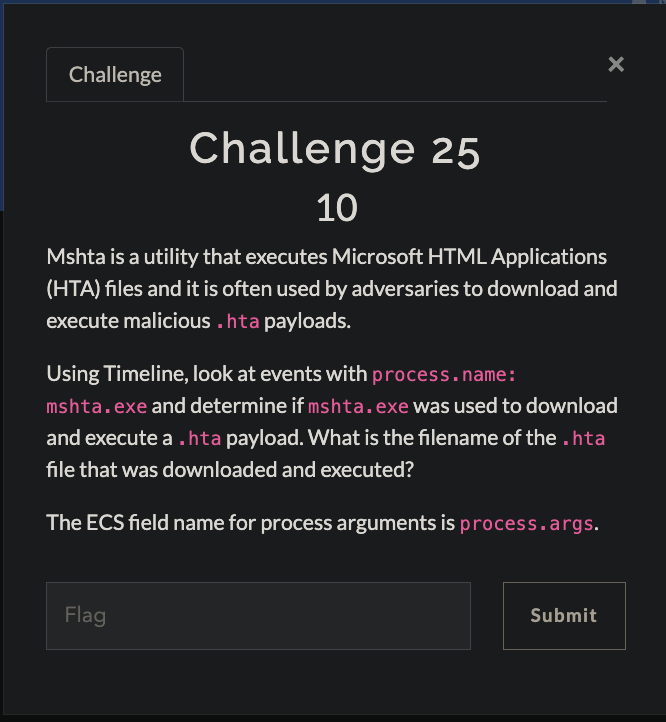 Challenge
×
Challenge 25
10
Mshta is a utility that executes Microsoft HTML Applications
(HTA) files and it is often used by adversaries to download and
execute malicious .hta payloads.
Using Timeline, look at events with process.name:
mshta.exe and determine if mshta.exe was used to download
and execute a .hta payload. What is the filename of the .hta
file that was downloaded and executed?
The ECS field name for process arguments is process.args.
Flag
Submit